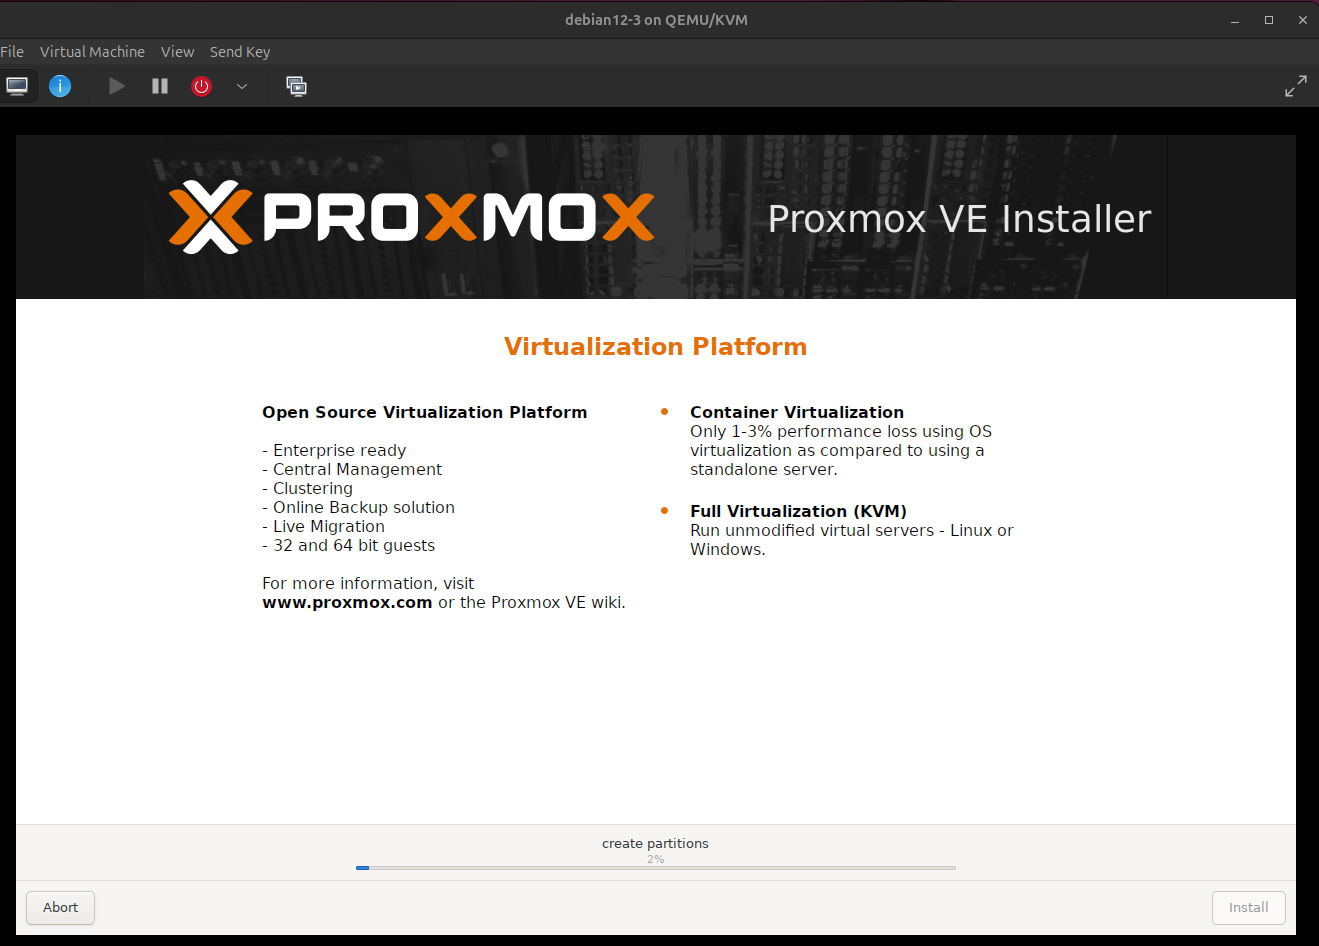 debian12-3 on QEMU/KVM
File Virtual Machine View Send Key
PROXMOX
Proxmox VE Installer
Virtualization Platform
Open Source Virtualization Platform
- Enterprise ready
- Central Management
- Clustering
- Online Backup solution
- Live Migration
- 32 and 64 bit guests
For more information, visit
www.proxmox.com or the Proxmox VE wiki.
Container Virtualization
Only 1-3% performance loss using OS
virtualization as compared to using a
standalone server.
Full Virtualization (KVM)
Run unmodified virtual servers - Linux or
Windows.
create partitions
2%
Abort
Install